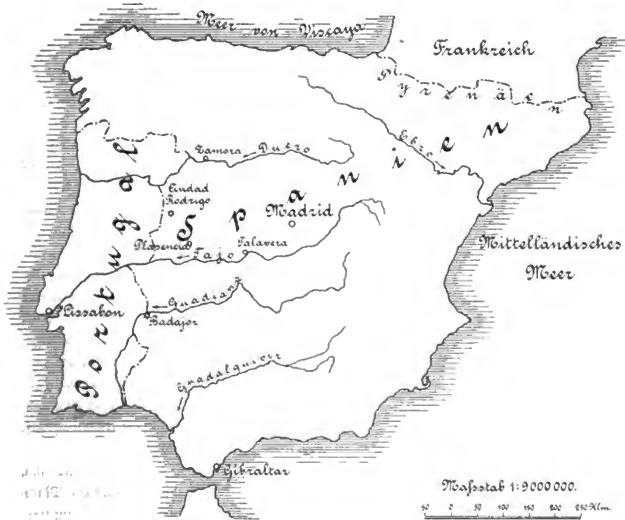 Meer von Viscaya
Frankreich
Pyrenäen
Zamora
Duero
Ebro
Spanien
Ciudad
Rodrigo
Madrid
Plasencia
Talavera
Tajo
Mittelländisches
Meer
Portugal
Lissabon
Guadiana
Badajoz
Guadalquivir
Gibraltar
Maßstab 1:9000000.
50 0 50 100 150 200 250 Klm.